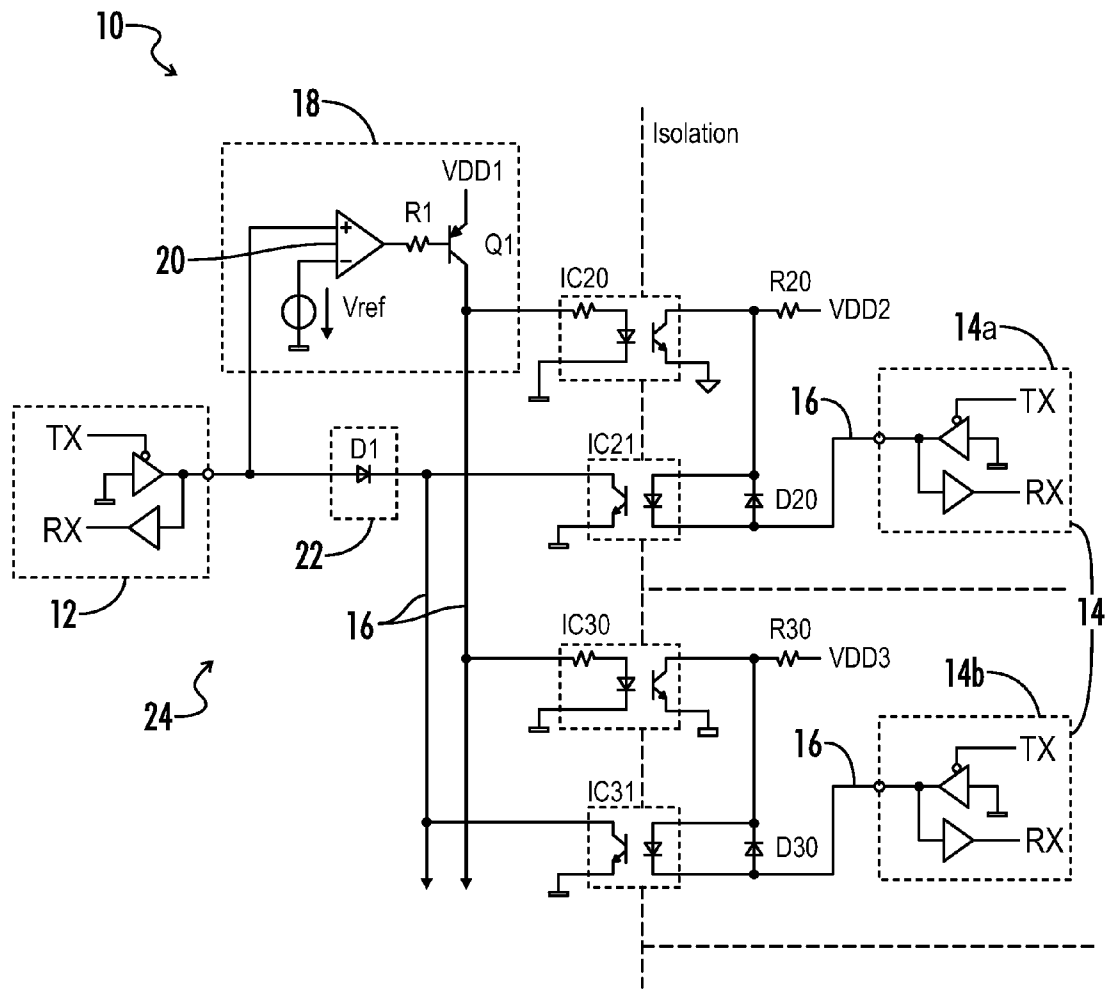 10
18
Isolation
VDD1
R1
Q1
20
+
−
Vref
IC20
R20
VDD2
14a
16
TX
TX
D1
IC21
D20
RX
RX
22
12
16
14
IC30
R30
VDD3
14b
24
16
TX
IC31
D30
RX